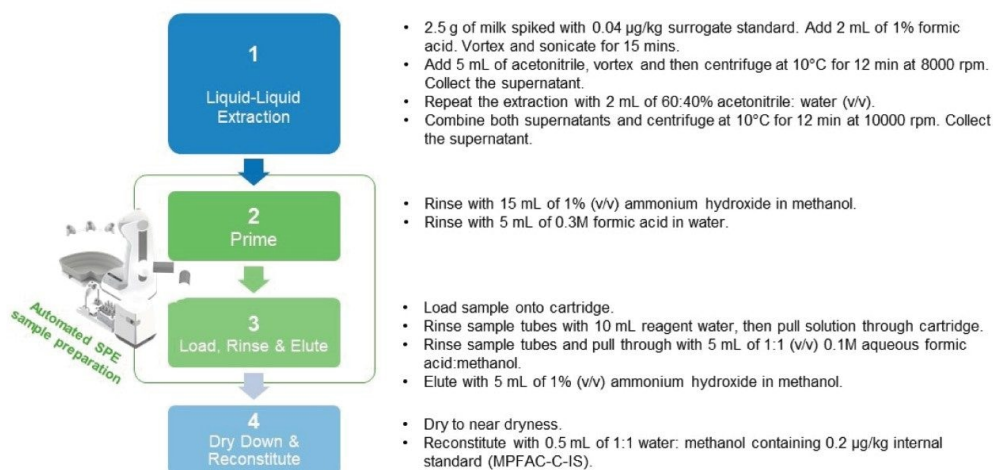 1
Liquid-Liquid
Extraction
• 2.5 g of milk spiked with 0.04 µg/kg surrogate standard. Add 2 mL of 1% formic
acid. Vortex and sonicate for 15 mins.
• Add 5 mL of acetonitrile, vortex and then centrifuge at 10°C for 12 min at 8000 rpm.
Collect the supernatant.
• Repeat the extraction with 2 mL of 60:40% acetonitrile: water (v/v).
• Combine both supernatants and centrifuge at 10°C for 12 min at 10000 rpm. Collect
the supernatant.
2
Prime
• Rinse with 15 mL of 1% (v/v) ammonium hydroxide in methanol.
• Rinse with 5 mL of 0.3M formic acid in water.
Automated SPE
sample preparation
3
Load, Rinse & Elute
• Load sample onto cartridge.
• Rinse sample tubes with 10 mL reagent water, then pull solution through cartridge.
• Rinse sample tubes and pull through with 5 mL of 1:1 (v/v) 0.1M aqueous formic
acid:methanol.
• Elute with 5 mL of 1% (v/v) ammonium hydroxide in methanol.
4
Dry Down &
Reconstitute
• Dry to near dryness.
• Reconstitute with 0.5 mL of 1:1 water: methanol containing 0.2 µg/kg internal
standard (MPFAC-C-IS).